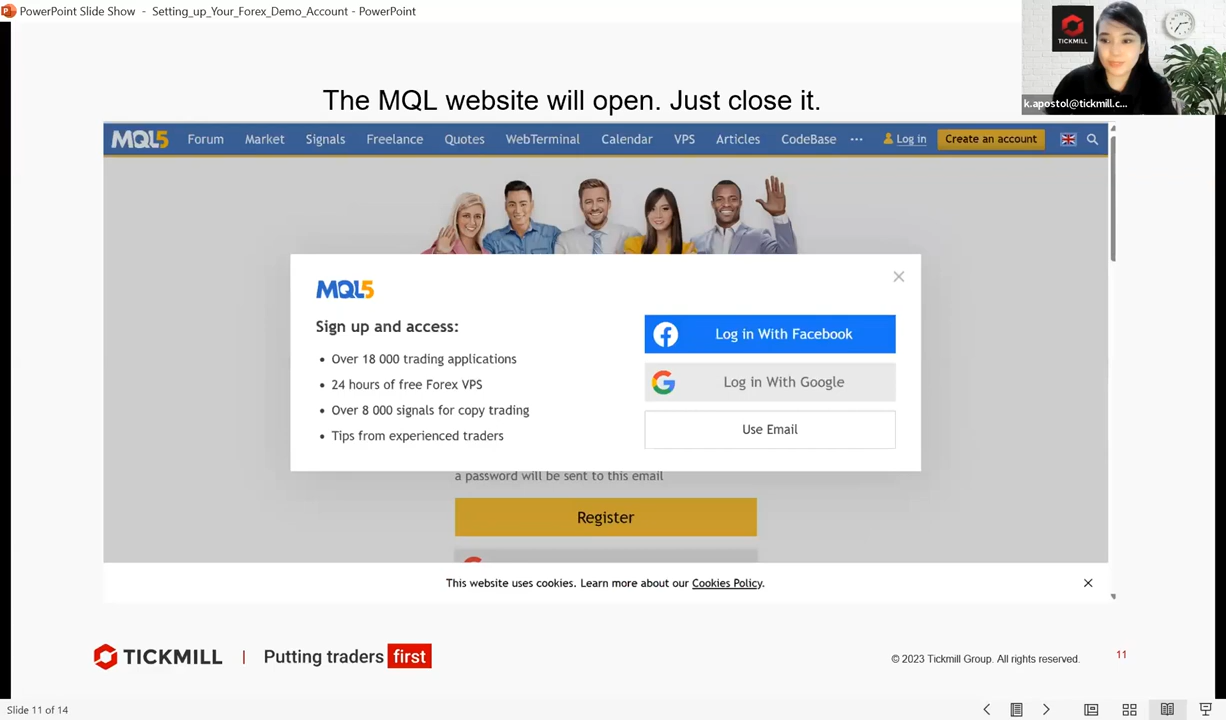 PowerPoint Slide Show - Setting_up_Your_Forex_Demo_Account - PowerPoint
TICKMILL
k.apostol@tickmill.c...
The MQL website will open. Just close it.
MQL5 Forum Market Signals Freelance Quotes WebTerminal Calendar VPS Articles CodeBase ... Log in Create an account
MQL5
Sign up and access:
• Over 18 000 trading applications
• 24 hours of free Forex VPS
• Over 8 000 signals for copy trading
• Tips from experienced traders
Log in With Facebook
Log in With Google
Use Email
a password will be sent to this email
Register
This website uses cookies. Learn more about our Cookies Policy.
TICKMILL | Putting traders first
© 2023 Tickmill Group. All rights reserved. 11
Slide 11 of 14